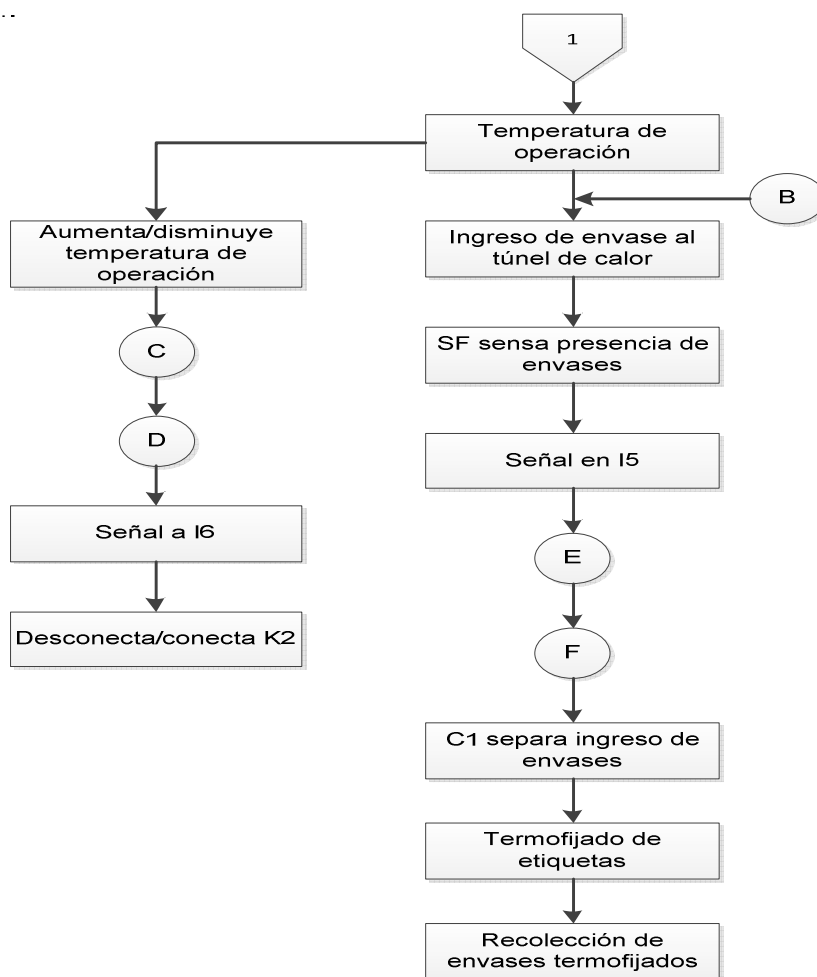 1
Temperatura de
operación
B
Aumenta/disminuye
temperatura de
operación
Ingreso de envase al
túnel de calor
C
SF sensa presencia de
envases
D
Señal en I5
Señal a I6
E
Desconecta/conecta K2
F
C1 separa ingreso de
envases
Termofijado de
etiquetas
Recolección de
envases termofijados